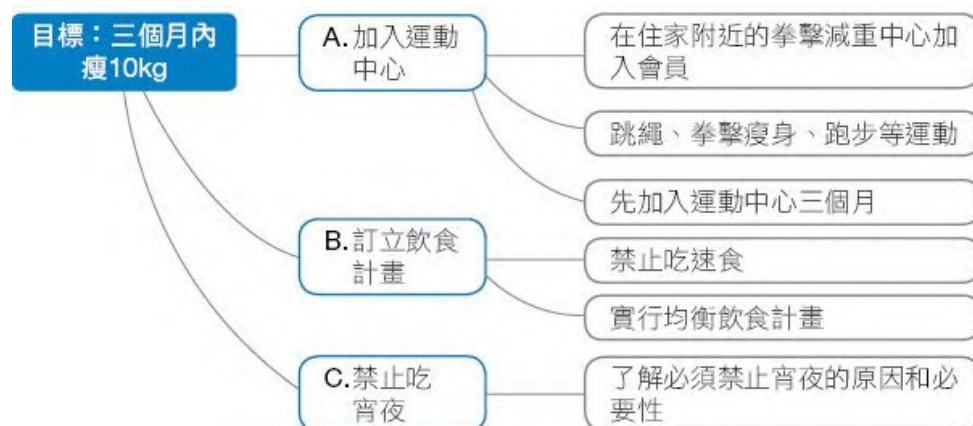 目標：三個月內
瘦10kg
A.加入運動
中心
在住家附近的拳擊減重中心加
入會員
跳繩、拳擊瘦身、跑步等運動
先加入運動中心三個月
B.訂立飲食
計畫
禁止吃速食
實行均衡飲食計畫
C.禁止吃
宵夜
了解必須禁止宵夜的原因和必
要性